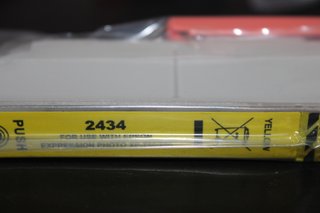 PUSH
2434
FOR USE WITH EPSON
EXPRESSION PHOTO
YELLOW